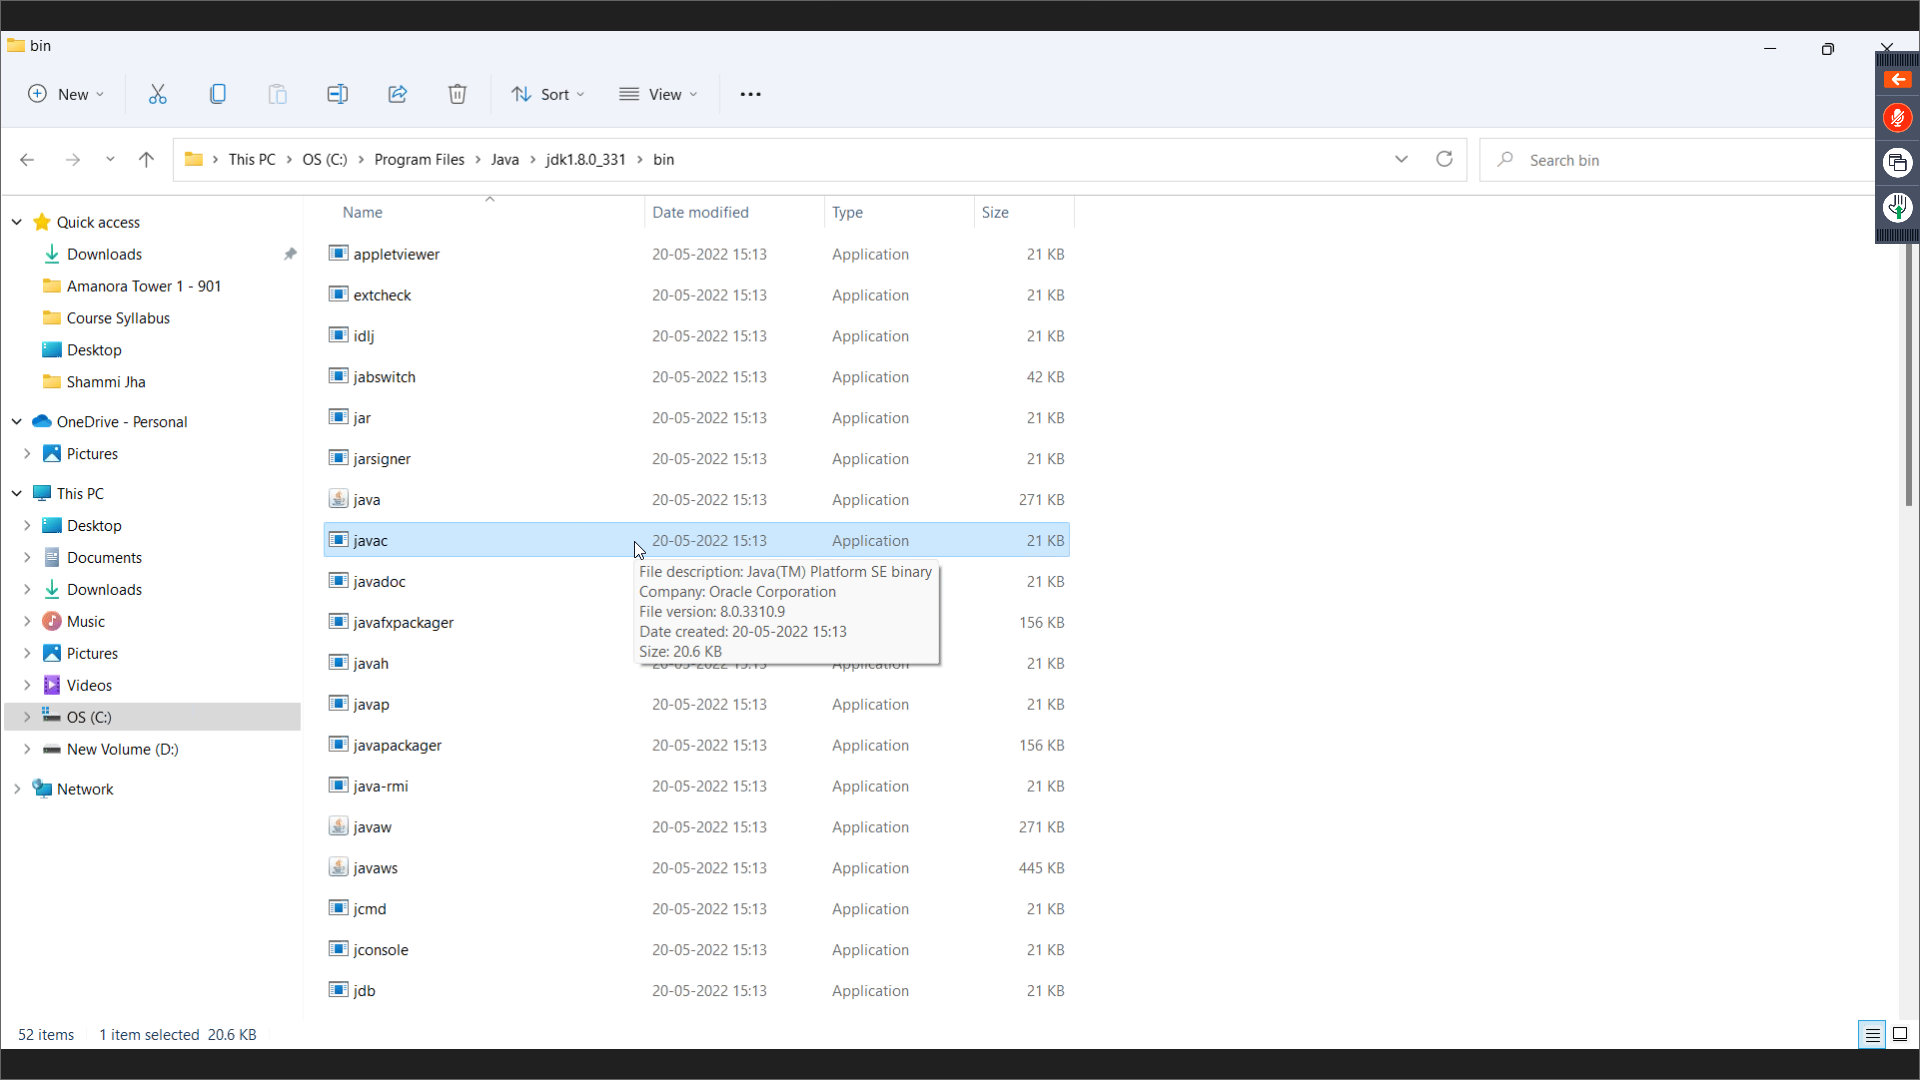 bin
New
Sort
View
This PC > OS (C:) > Program Files > Java > jdk1.8.0_331 > bin
Search bin
Quick access
Downloads
Amanora Tower 1 - 901
Course Syllabus
Desktop
Shammi Jha
OneDrive - Personal
Pictures
This PC
Desktop
Documents
Downloads
Music
Pictures
Videos
OS (C:)
New Volume (D:)
Network
Name Date modified Type Size
appletviewer 20-05-2022 15:13 Application 21 KB
extcheck 20-05-2022 15:13 Application 21 KB
idlj 20-05-2022 15:13 Application 21 KB
jabswitch 20-05-2022 15:13 Application 42 KB
jar 20-05-2022 15:13 Application 21 KB
jarsigner 20-05-2022 15:13 Application 21 KB
java 20-05-2022 15:13 Application 271 KB
javac 20-05-2022 15:13 Application 21 KB
javadoc 21 KB
javafxpackager 156 KB
javah 20-05-2022 15:13 Application 21 KB
javap 20-05-2022 15:13 Application 21 KB
javapackager 20-05-2022 15:13 Application 156 KB
java-rmi 20-05-2022 15:13 Application 21 KB
javaw 20-05-2022 15:13 Application 271 KB
javaws 20-05-2022 15:13 Application 445 KB
jcmd 20-05-2022 15:13 Application 21 KB
jconsole 20-05-2022 15:13 Application 21 KB
jdb 20-05-2022 15:13 Application 21 KB
File description: Java(TM) Platform SE binary
Company: Oracle Corporation
File version: 8.0.3310.9
Date created: 20-05-2022 15:13
Size: 20.6 KB
52 items 1 item selected 20.6 KB